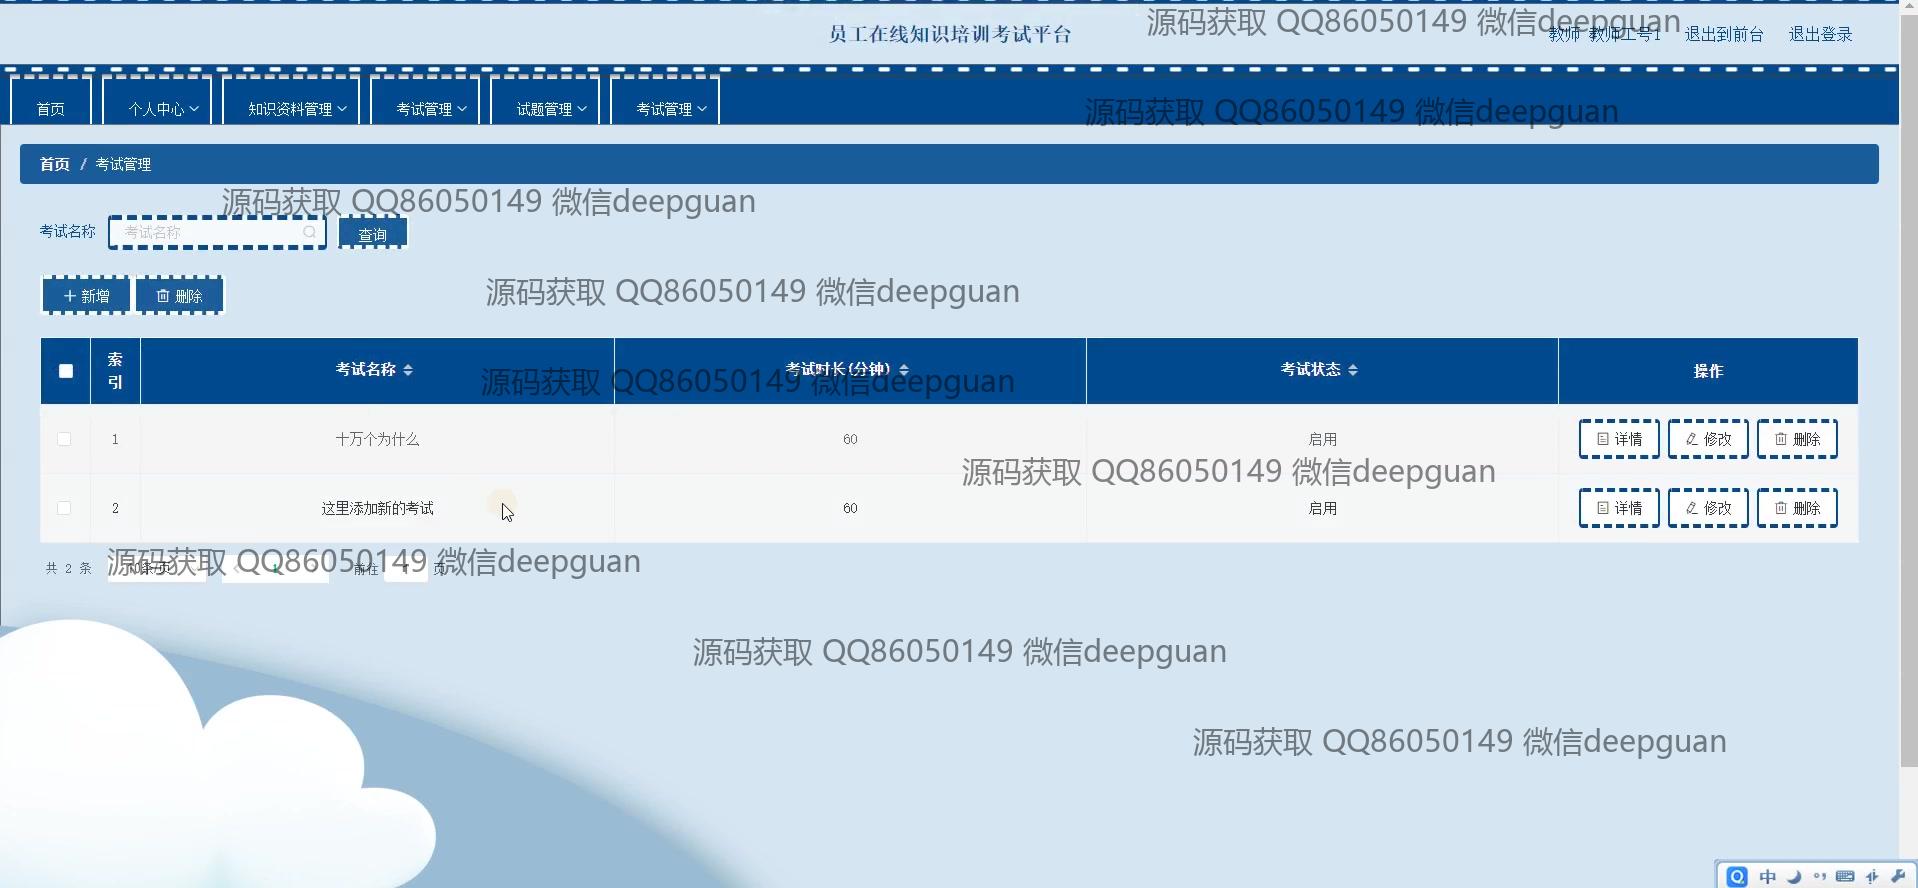 员工在线知识培训考试平台
源码获取 QQ86050149 微信deepguan
教师 教师工号1 退出到前台 退出登录
首页 个人中心 知识资料管理 考试管理 试题管理 考试管理
源码获取 QQ86050149 微信deepguan
首页 / 考试管理
源码获取 QQ86050149 微信deepguan
考试名称 考试名称 查询
源码获取 QQ86050149 微信deepguan
新增 删除
索引 考试名称 考试时长(分钟) 考试状态 操作
源码获取 QQ86050149 微信deepguan
1 十万个为什么 60 启用 详情 修改 删除
源码获取 QQ86050149 微信deepguan
2 这里添加新的考试 60 启用 详情 修改 删除
源码获取 QQ86050149 微信deepguan
共 2 条 10条/页 1 前往 1 页
源码获取 QQ86050149 微信deepguan
源码获取 QQ86050149 微信deepguan
中